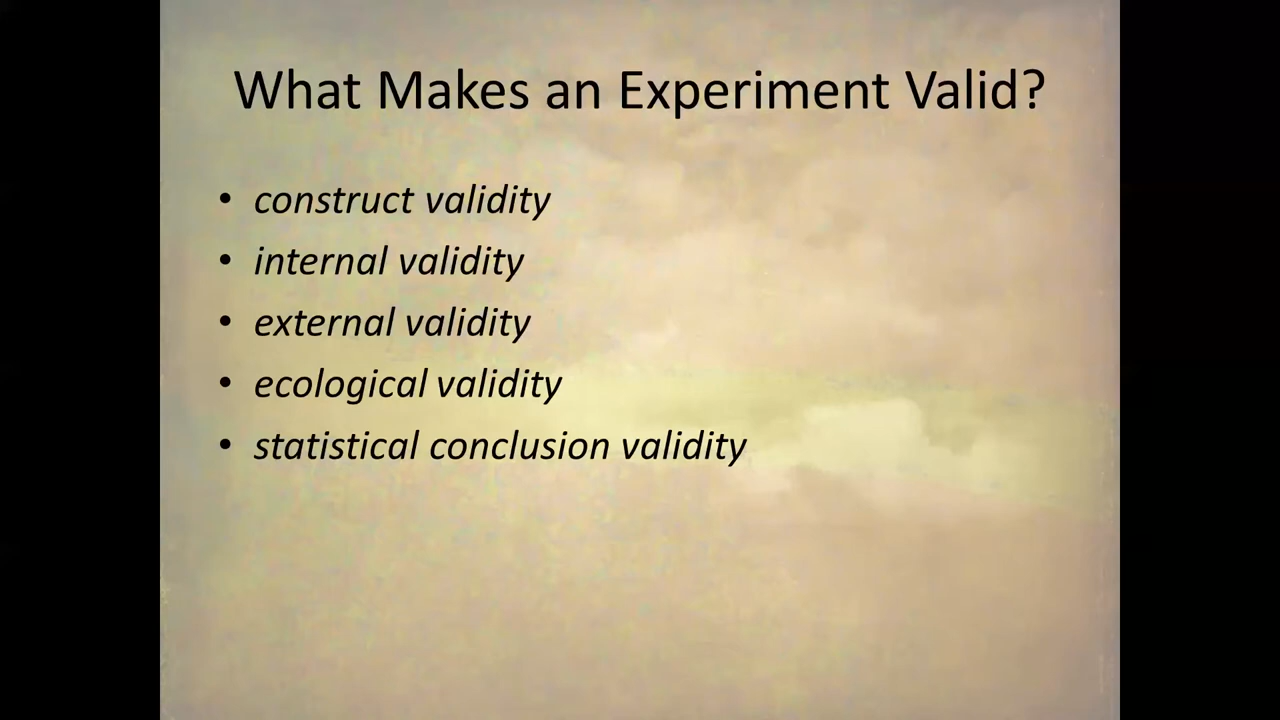 What Makes an Experiment Valid?
• construct validity
• internal validity
• external validity
• ecological validity
• statistical conclusion validity